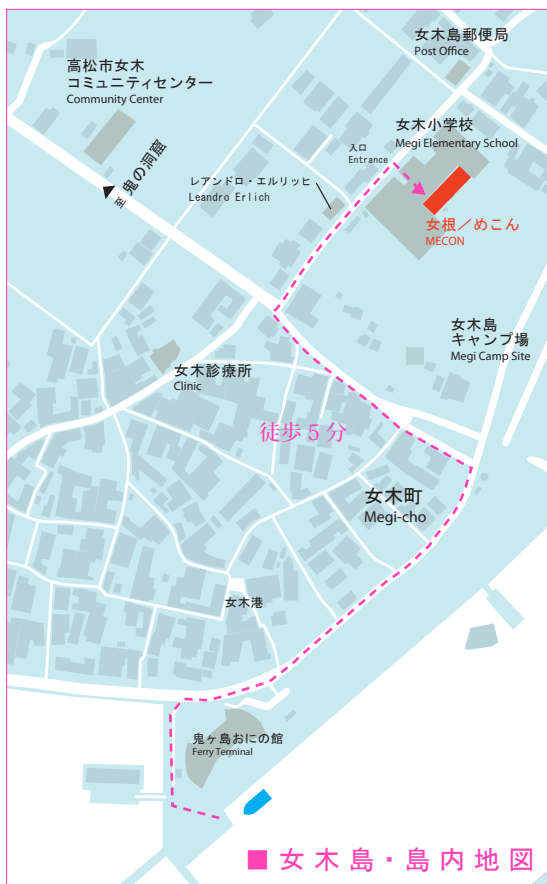 女木島郵便局
Post Office
高松市女木
コミュニティセンター
Community Center
女木小学校
Megi Elementary School
入口
Entrance
至 鬼の洞窟
レアンドロ・エルリッヒ
Leandro Erlich
女根／めこん
MECON
女木島
キャンプ場
Megi Camp Site
女木診療所
Clinic
徒歩5分
女木町
Megi-cho
女木港
鬼ヶ島おにの館
Ferry Terminal
■女木島・島内地図